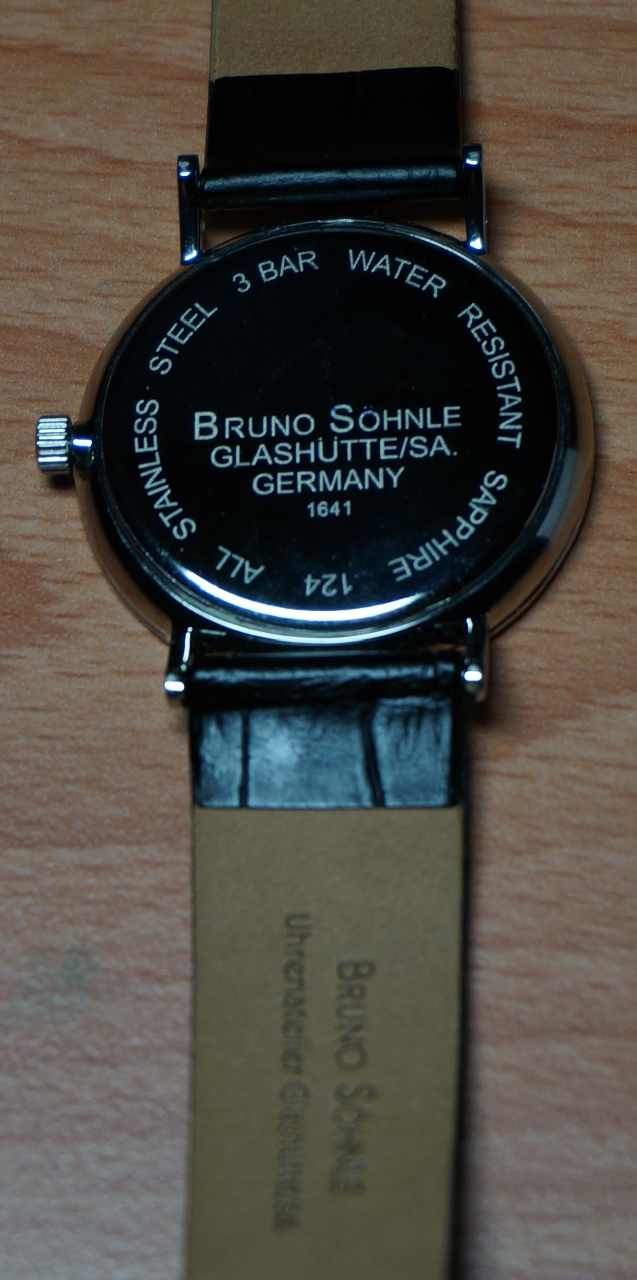 3 BAR WATER RESISTANT SAPPHIRE 124 ALL STAINLESS STEEL
BRUNO SÖHNLE
GLASHÜTTE/SA.
GERMANY
1641
BRUNO SÖHNLE
Uhrenatelier Glashütte/Sa